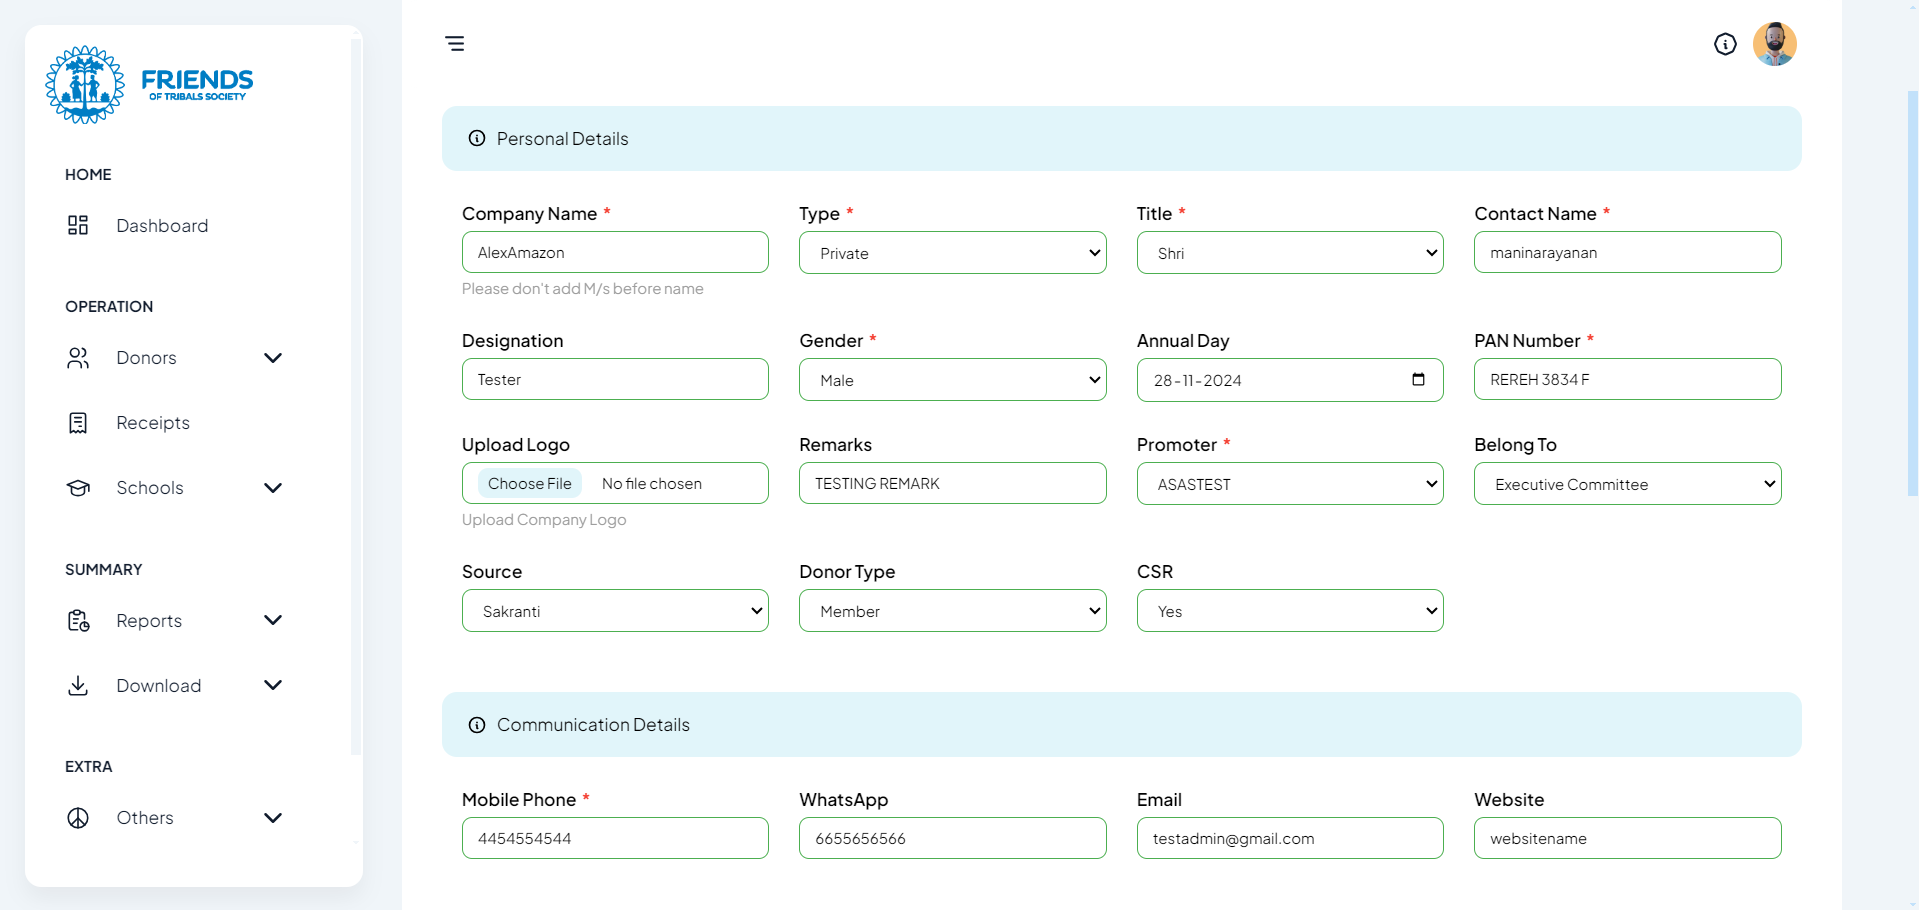 FRIENDS
OF TRIBALS SOCIETY
HOME
Dashboard
OPERATION
Donors
Receipts
Schools
SUMMARY
Reports
Download
EXTRA
Others
Personal Details
Company Name * Type * Title * Contact Name *
AlexAmazon Private Shri maninarayanan
Please don't add M/s before name
Designation Gender * Annual Day PAN Number *
Tester Male 28-11-2024 REREH 3834 F
Upload Logo Remarks Promoter * Belong To
Choose File No file chosen TESTING REMARK ASASTEST Executive Committee
Upload Company Logo
Source Donor Type CSR
Sakranti Member Yes
Communication Details
Mobile Phone * WhatsApp Email Website
4454554544 6655656566 testadmin@gmail.com websitename